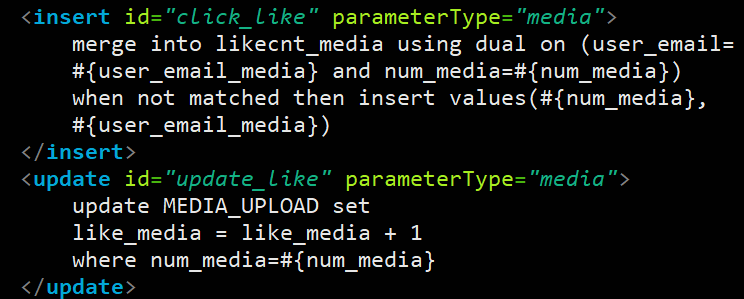 <insert id="click_like" parameterType="media">
merge into likecnt_media using dual on (user_email=
#{user_email_media} and num_media=#{num_media})
when not matched then insert values(#{num_media},
#{user_email_media})
</insert>
<update id="update_like" parameterType="media">
update MEDIA_UPLOAD set
like_media = like_media + 1
where num_media=#{num_media}
</update>